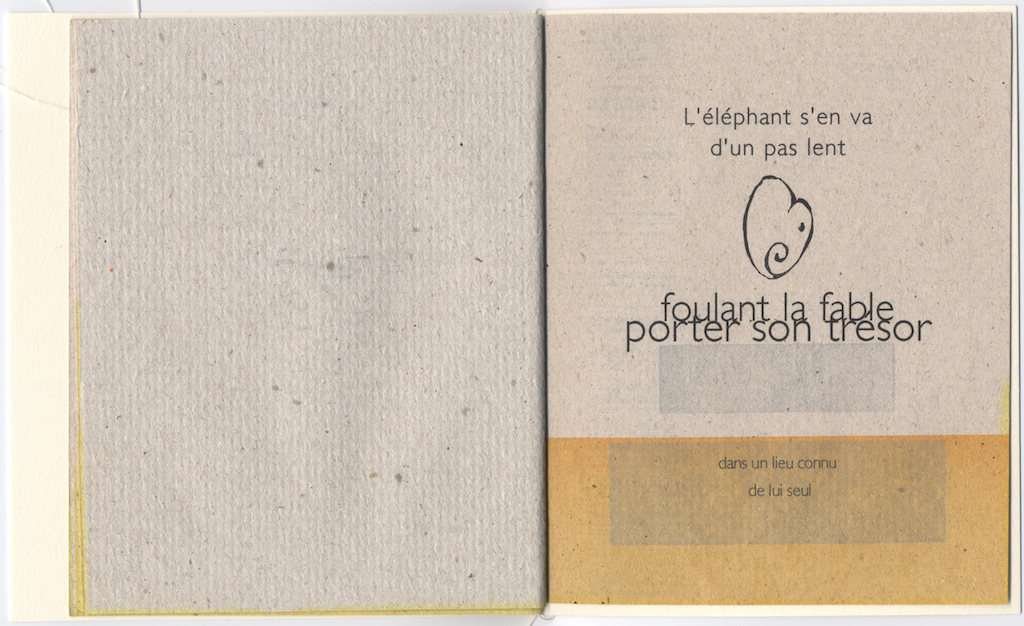 L'éléphant s'en va
d'un pas lent
foulant la fable
porter son trésor
dans un lieu connu
de lui seul